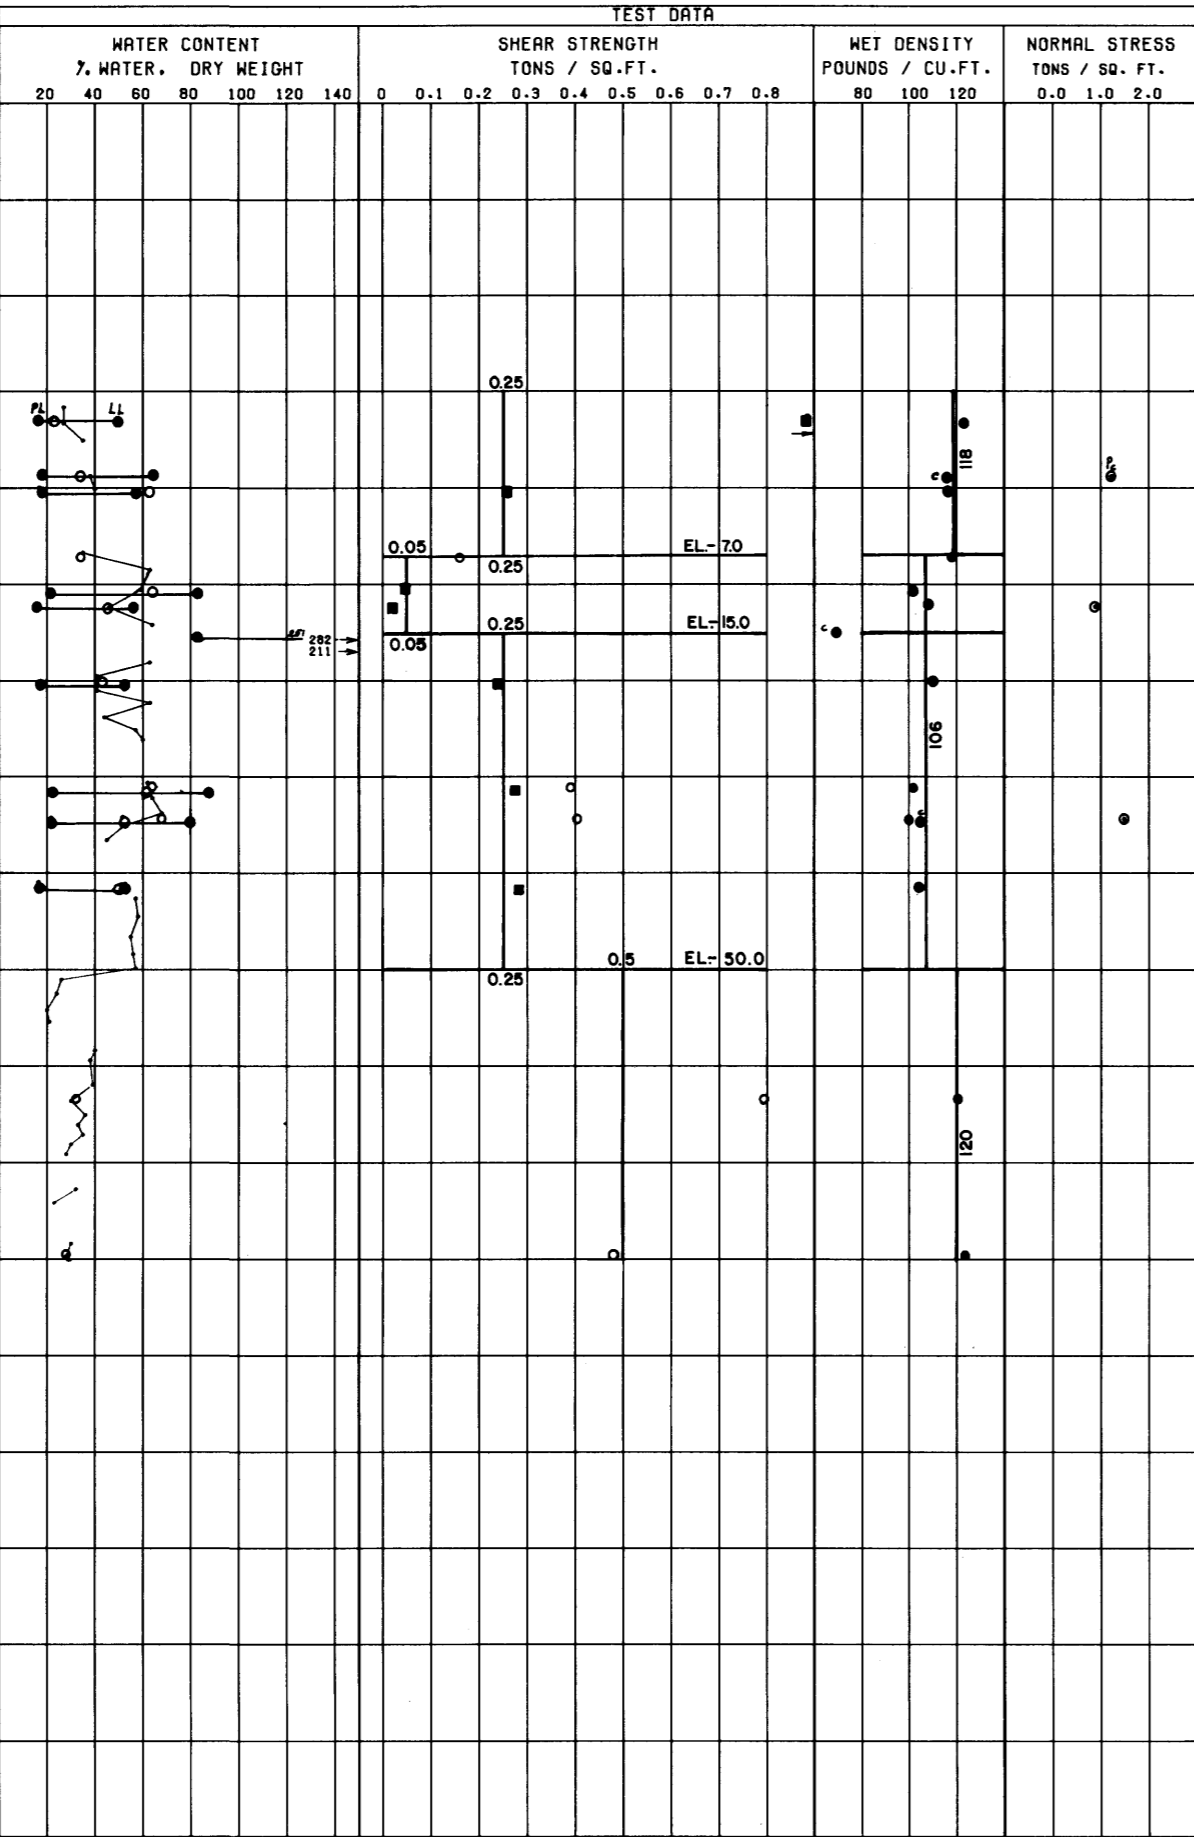 TEST DATA
WATER CONTENT
%. WATER. DRY WEIGHT
20 40 60 80 100 120 140
SHEAR STRENGTH
TONS / SQ.FT.
0 0.1 0.2 0.3 0.4 0.5 0.6 0.7 0.8
WET DENSITY
POUNDS / CU.FT.
80 100 120
NORMAL STRESS
TONS / SQ. FT.
0.0 1.0 2.0
0.25
PL LL
118
Pc
c
0.05 EL.-7.0
0.25
0.25 EL.-15.0
c
282
0.05
211
106
c
0.5 EL.-50.0
0.25
120